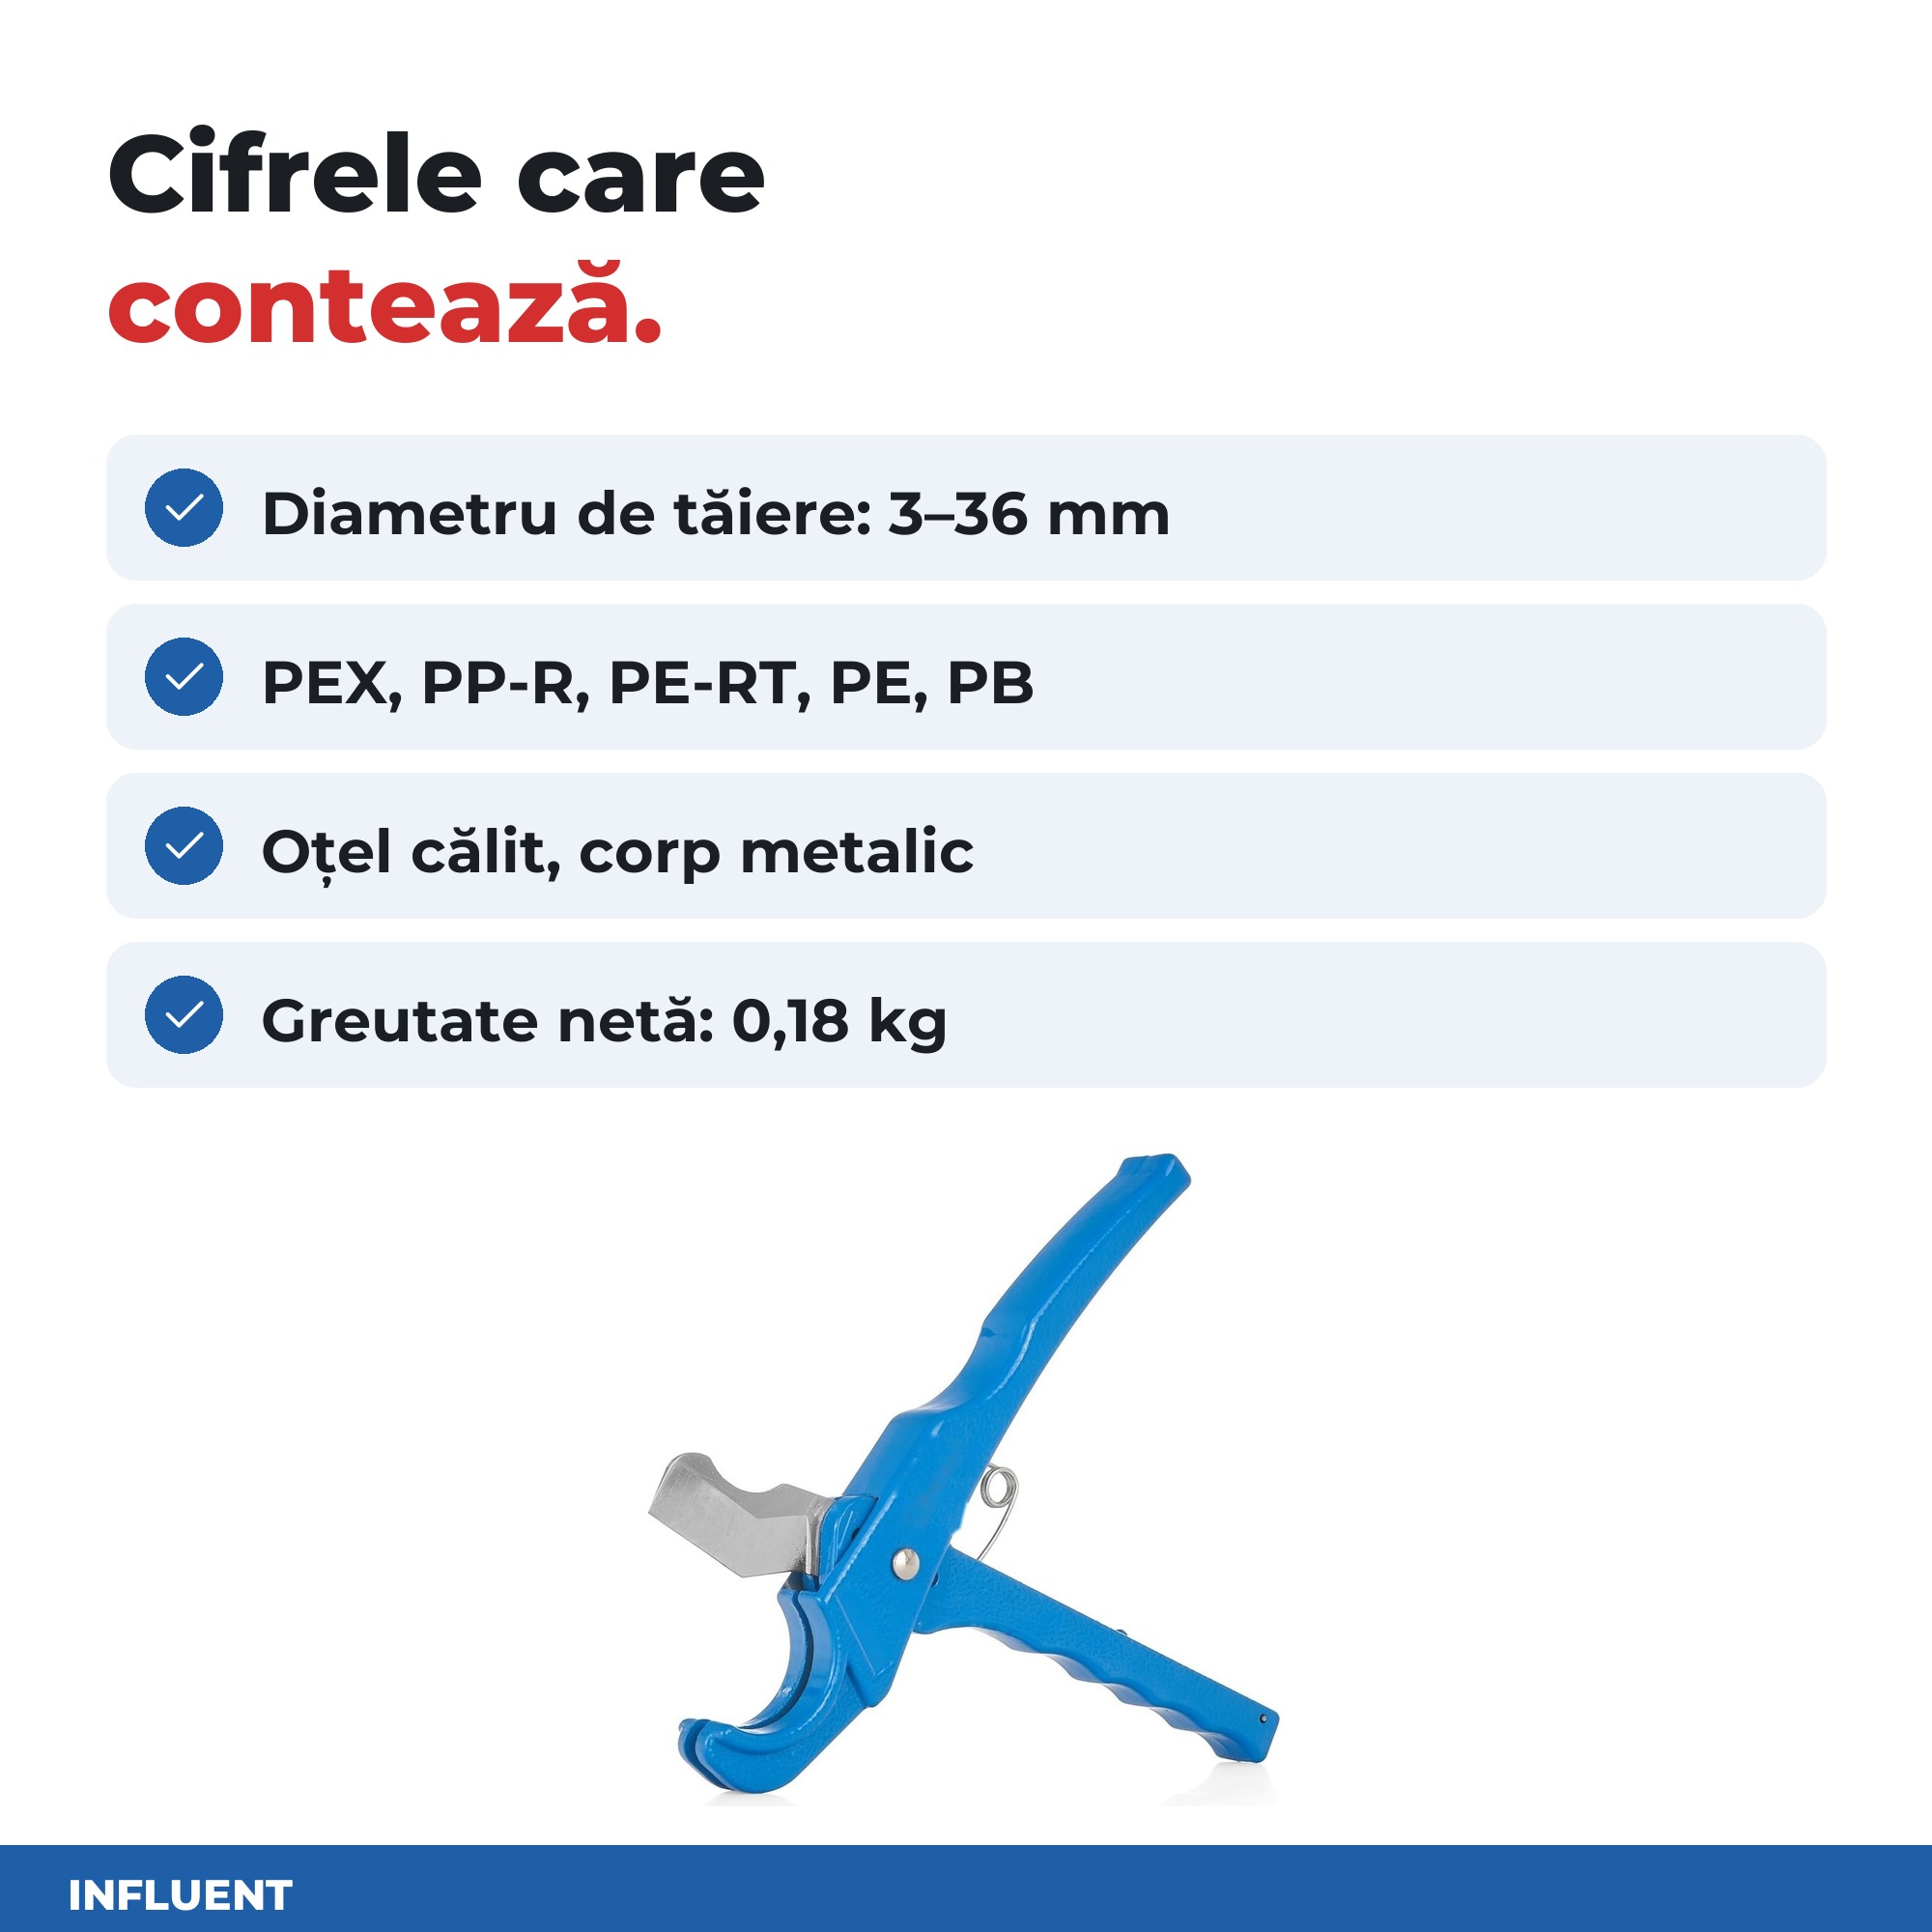 Cifrele care
contează.
Diametru de tăiere: 3–36 mm
PEX, PP-R, PE-RT, PE, PB
Oțel călit, corp metalic
Greutate netă: 0,18 kg
INFLUENT